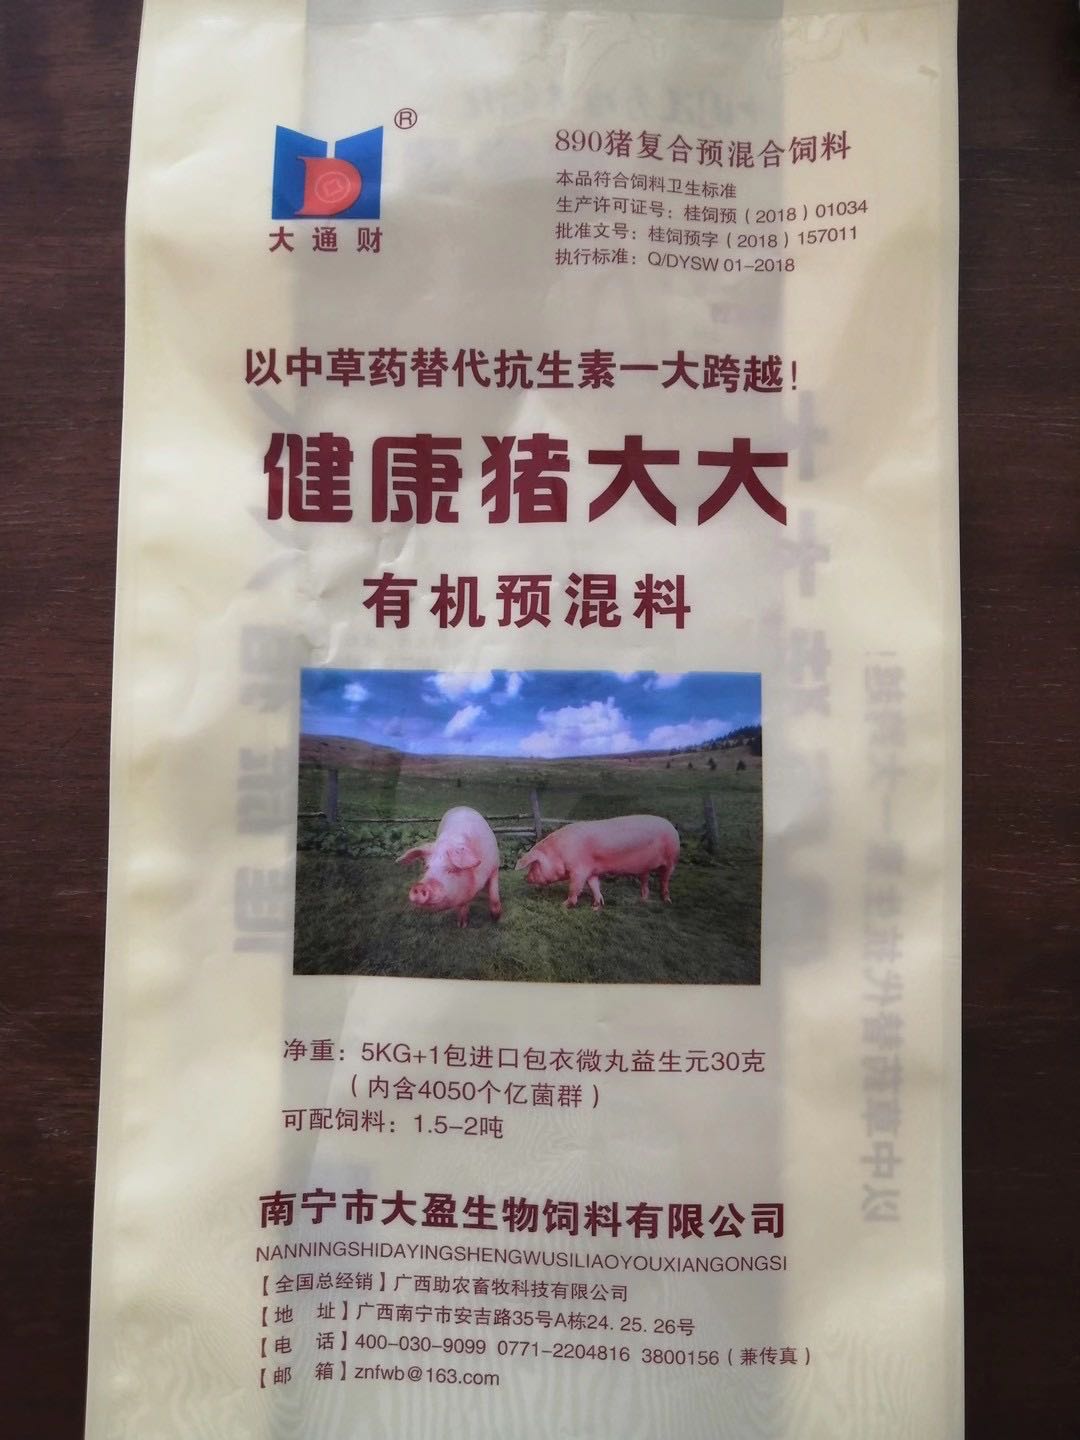 ®
大通财
890猪复合预混合饲料
本品符合饲料卫生标准
生产许可证号：桂饲预（2018）01034
批准文号：桂饲预字（2018）157011
执行标准：Q/DYSW 01-2018
以中草药替代抗生素一大跨越！
健康猪大大
有机预混料
净重：5KG+1包进口包衣微丸益生元30克
（内含4050个亿菌群）
可配饲料：1.5-2吨
南宁市大盈生物饲料有限公司
NANNINGSHIDAYINGSHENGWUSILIAOYOUXIANGONGSI
【全国总经销】广西助农畜牧科技有限公司
【地　址】广西南宁市安吉路35号A栋24. 25. 26号
【电　话】400-030-9099 0771-2204816 3800156（兼传真）
【邮　箱】znfwb@163.com